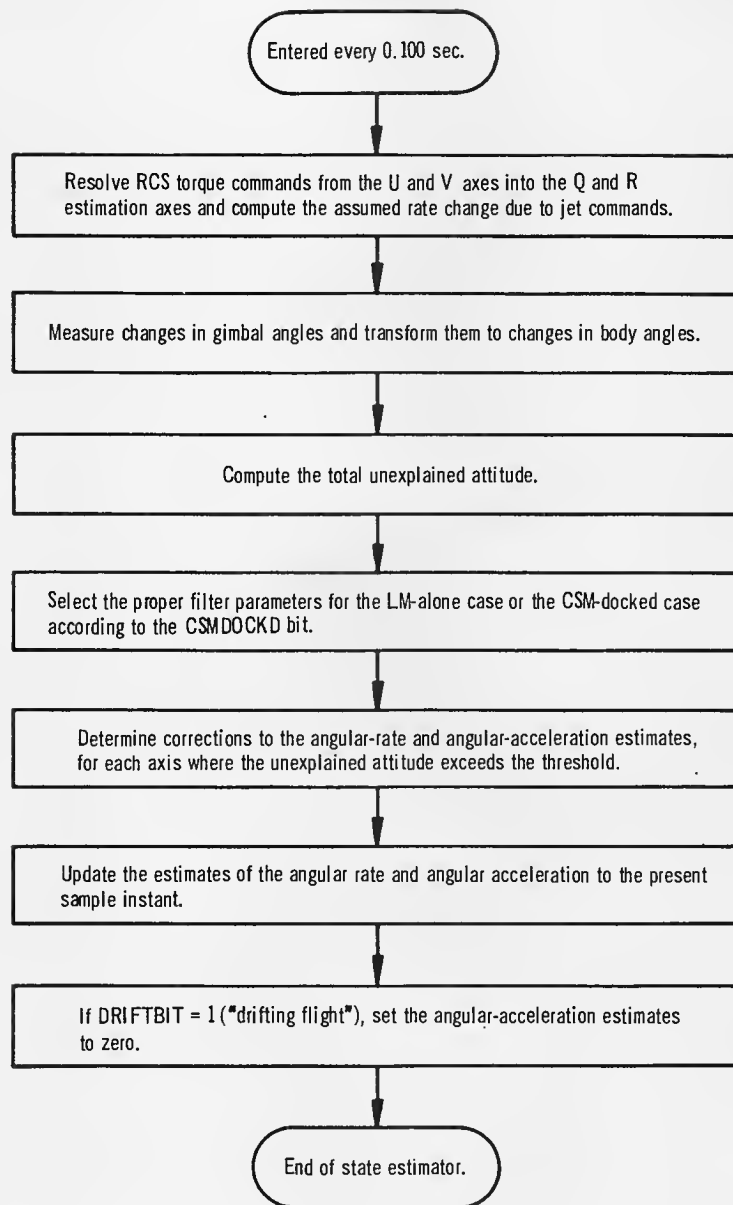 Entered every 0.100 sec.
Resolve RCS torque commands from the U and V axes into the Q and R
estimation axes and compute the assumed rate change due to jet commands.
Measure changes in gimbal angles and transform them to changes in body angles.
Compute the total unexplained attitude.
Select the proper filter parameters for the LM-alone case or the CSM-docked case
according to the CSMDOCKD bit.
Determine corrections to the angular-rate and angular-acceleration estimates,
for each axis where the unexplained attitude exceeds the threshold.
Update the estimates of the angular rate and angular acceleration to the present
sample instant.
If DRIFTBIT = 1 ("drifting flight"), set the angular-acceleration estimates
to zero.
End of state estimator.